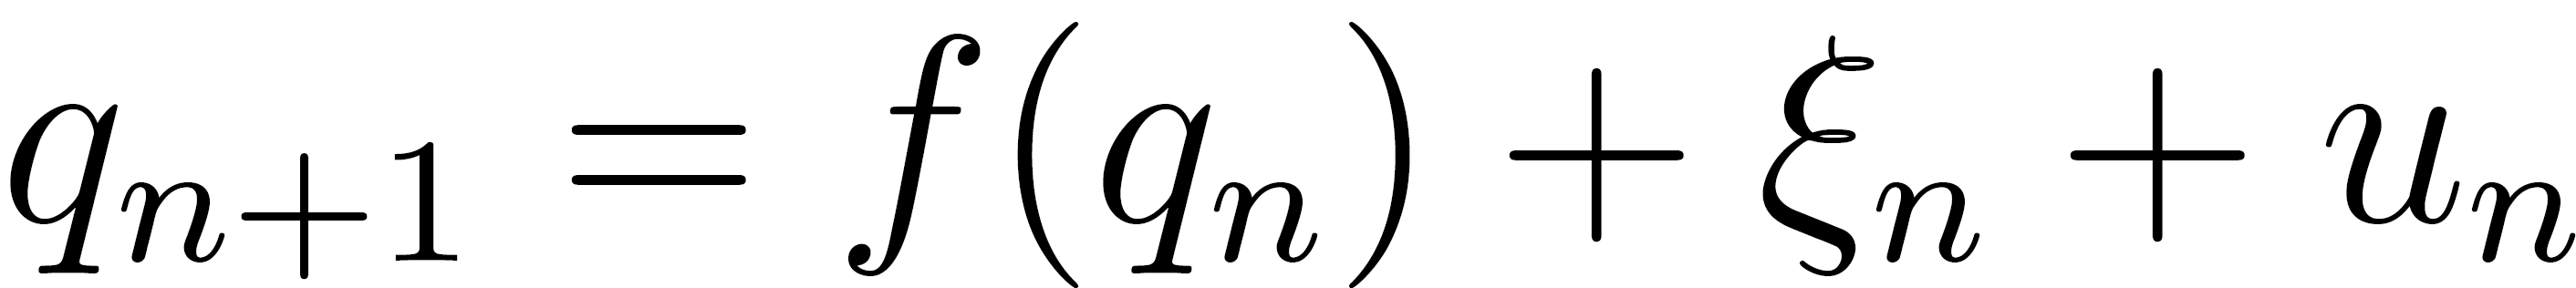 q_{n+1} = f(q_n) + ξ_n + u_n